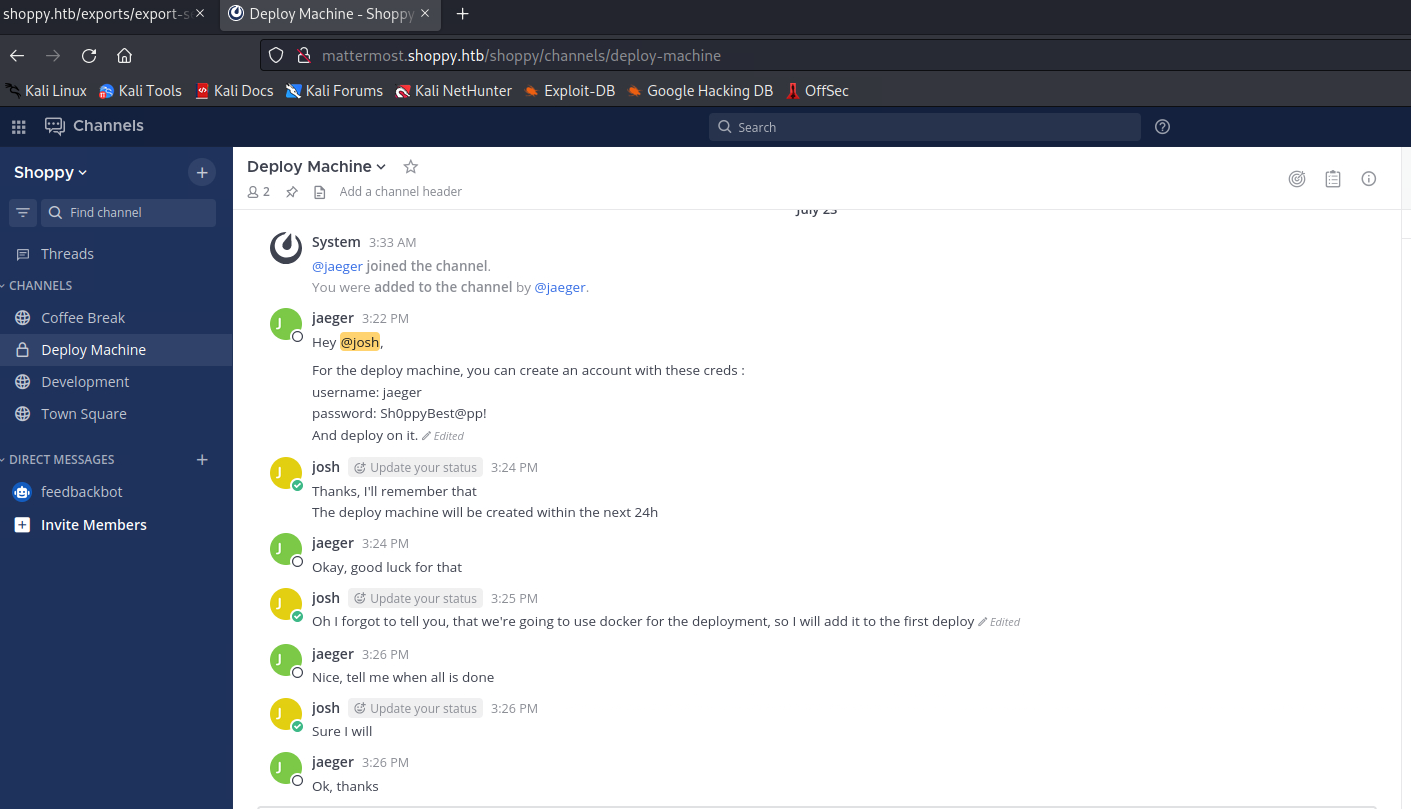 shoppy.htb/exports/export-s
Deploy Machine - Shoppy
mattermost.shoppy.htb/shoppy/channels/deploy-machine
Kali Linux Kali Tools Kali Docs Kali Forums Kali NetHunter Exploit-DB Google Hacking DB OffSec
Channels
Search
Shoppy
Find channel
Threads
CHANNELS
Coffee Break
Deploy Machine
Development
Town Square
DIRECT MESSAGES
feedbackbot
Invite Members
Deploy Machine
2 Add a channel header
July 23
System 3:33 AM
@jaeger joined the channel.
You were added to the channel by @jaeger.
J
jaeger 3:22 PM
Hey @josh,
For the deploy machine, you can create an account with these creds :
username: jaeger
password: Sh0ppyBest@pp!
And deploy on it. Edited
J
josh Update your status 3:24 PM
Thanks, I'll remember that
The deploy machine will be created within the next 24h
J
jaeger 3:24 PM
Okay, good luck for that
J
josh Update your status 3:25 PM
Oh I forgot to tell you, that we're going to use docker for the deployment, so I will add it to the first deploy Edited
J
jaeger 3:26 PM
Nice, tell me when all is done
J
josh Update your status 3:26 PM
Sure I will
J
jaeger 3:26 PM
Ok, thanks